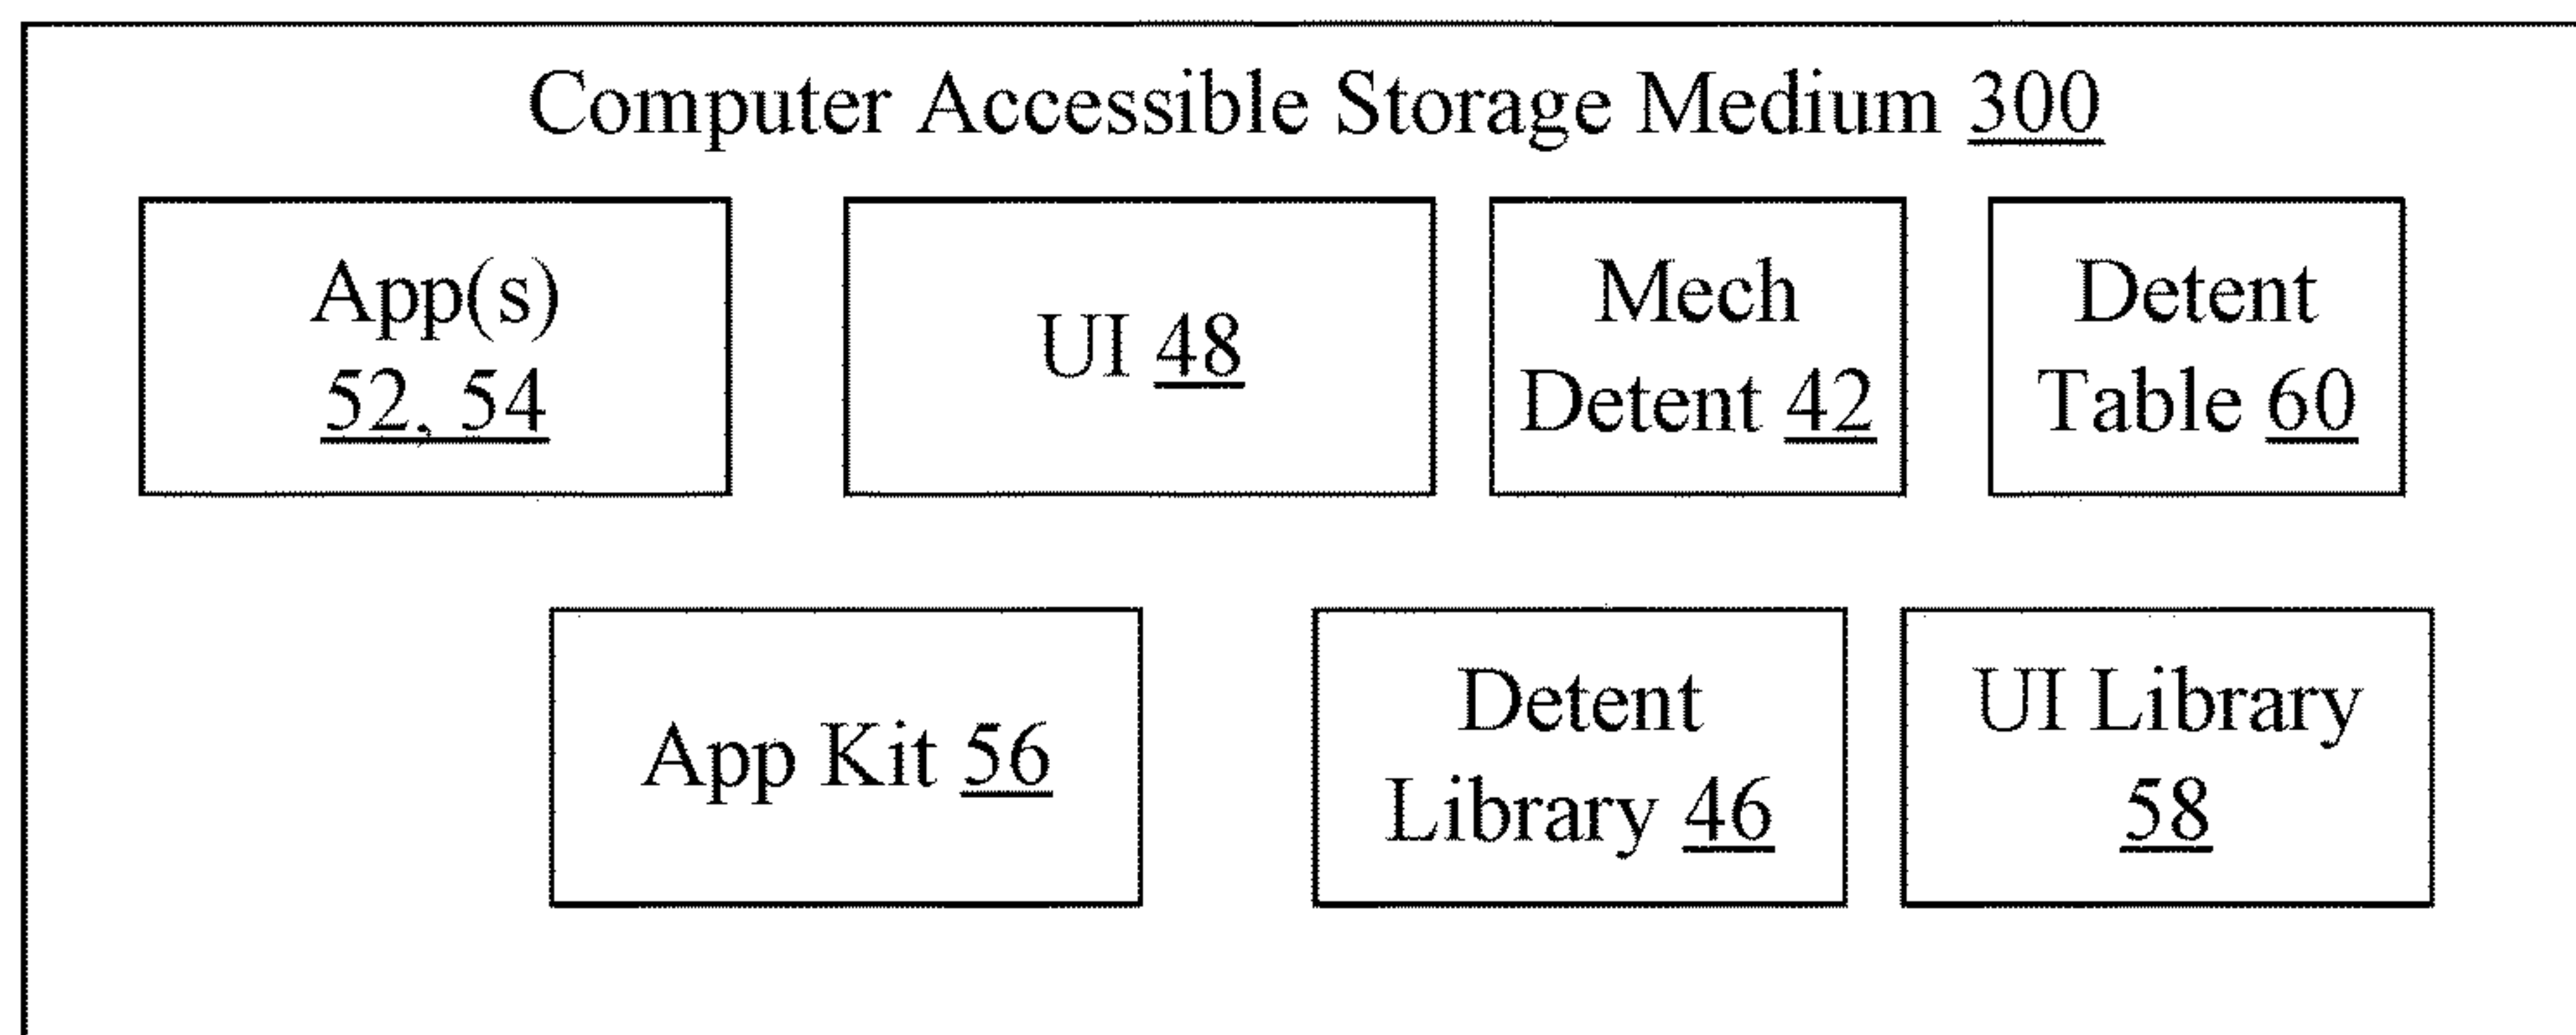 Computer Accessible Storage Medium 300
App(s)
52, 54
UI 48
Mech
Detent 42
Detent
Table 60
App Kit 56
Detent
Library 46
UI Library
58